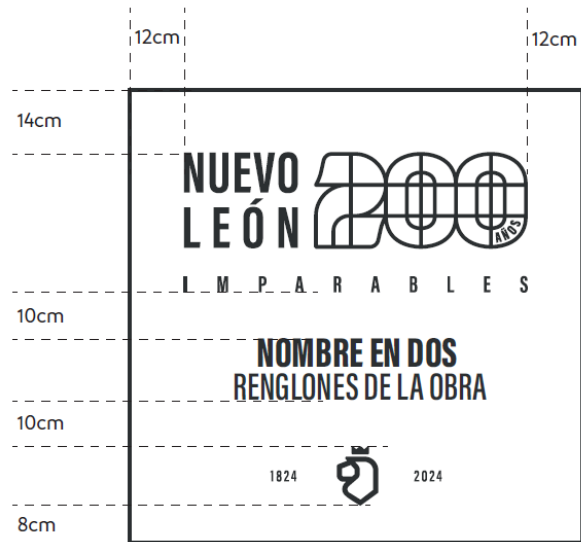 12cm 12cm
14cm
NUEVO 200
LEÓN AÑOS
IMPARABLES
10cm
NOMBRE EN DOS
RENGLONES DE LA OBRA
10cm
1824 2024
8cm